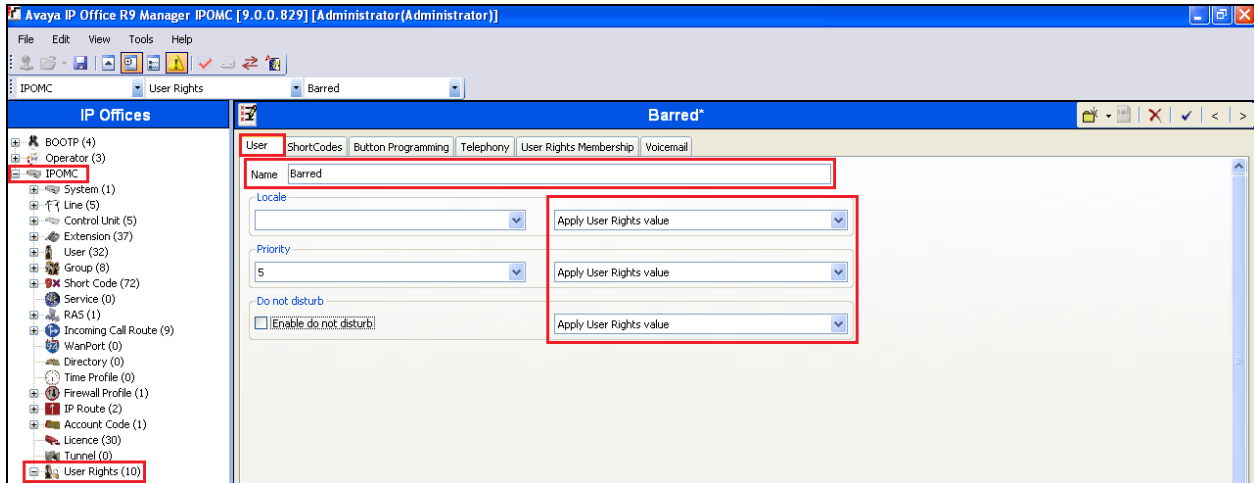 Avaya IP Office R9 Manager IPOMC [9.0.0.829] [Administrator(Administrator)]
File Edit View Tools Help
IPOMC User Rights Barred
IP Offices
BOOTP (4)
Operator (3)
IPOMC
System (1)
Line (5)
Control Unit (5)
Extension (37)
User (32)
Group (8)
Short Code (72)
Service (0)
RAS (1)
Incoming Call Route (9)
WanPort (0)
Directory (0)
Time Profile (0)
Firewall Profile (1)
IP Route (2)
Account Code (1)
Licence (30)
Tunnel (0)
User Rights (10)
Barred*
User ShortCodes Button Programming Telephony User Rights Membership Voicemail
Name Barred
Locale
Apply User Rights value
Priority
5 Apply User Rights value
Do not disturb
Enable do not disturb Apply User Rights value